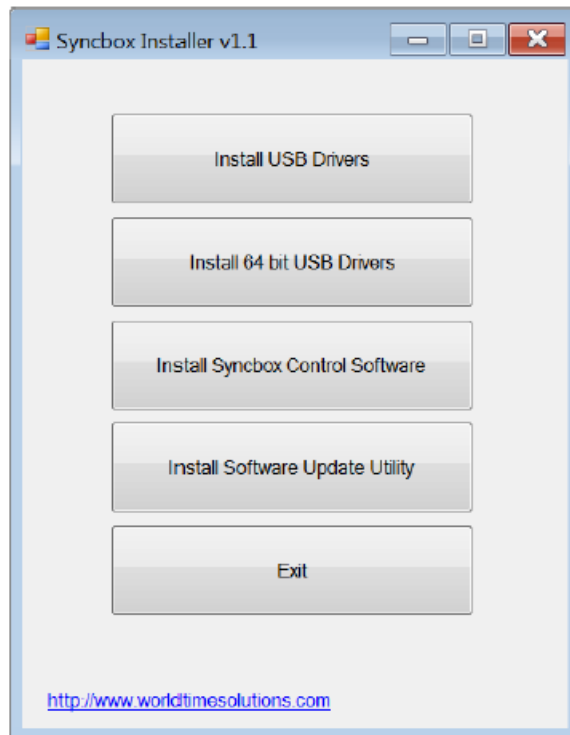 Syncbox Installer v1.1
Install USB Drivers
Install 64 bit USB Drivers
Install Syncbox Control Software
Install Software Update Utility
Exit
http://www.worldtimesolutions.com